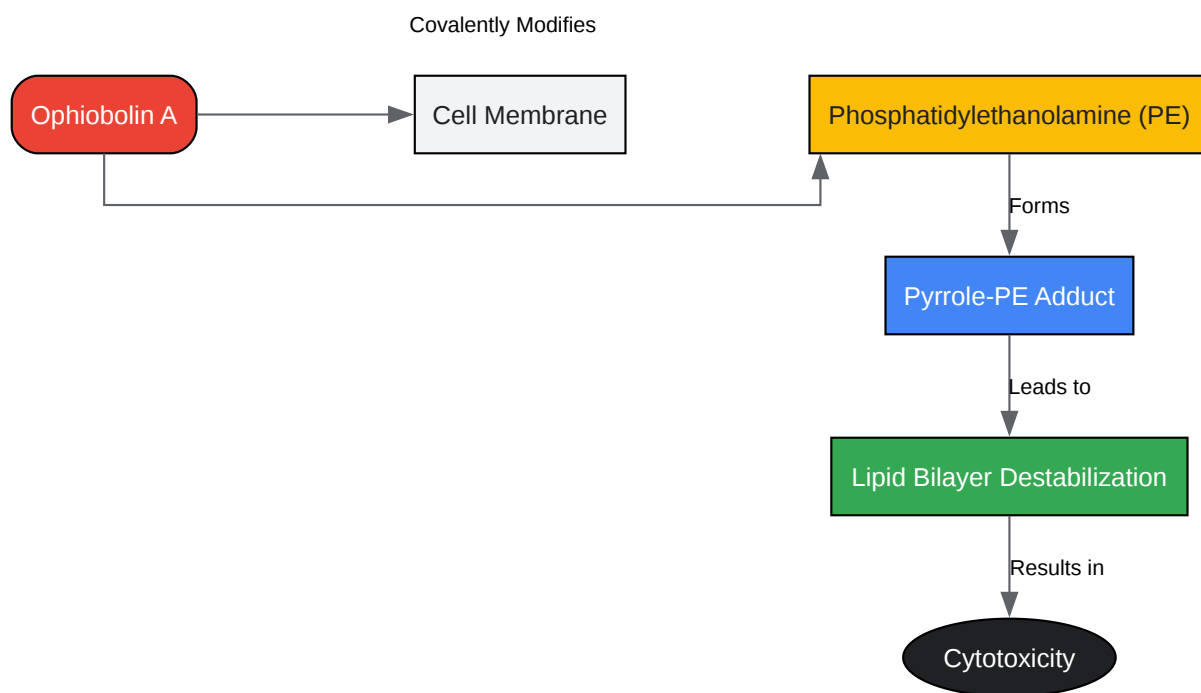 Covalently Modifies
Ophiobolin A
Cell Membrane
Phosphatidylethanolamine (PE)
Forms
Pyrrole-PE Adduct
Leads to
Lipid Bilayer Destabilization
Results in
Cytotoxicity